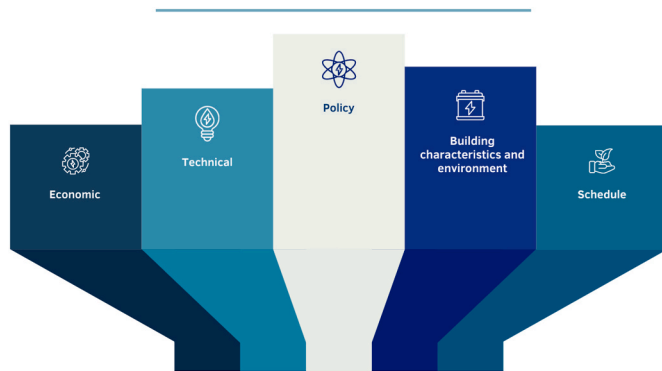 Economic
Technical
Policy
Building
characteristics and
environment
Schedule